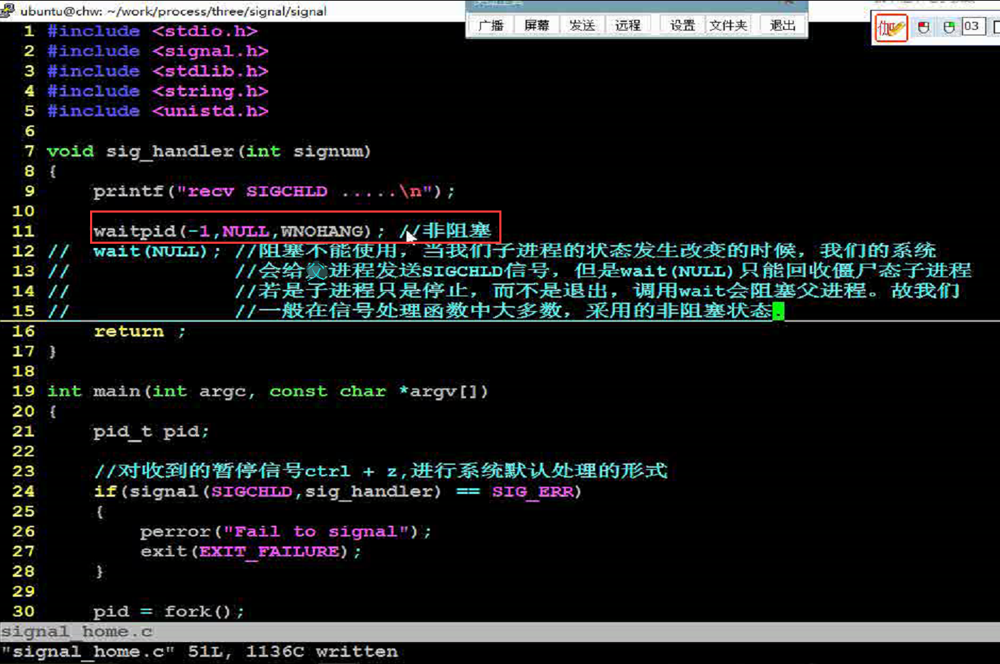 ubuntu@chw: ~/work/process/three/signal/signal
广播 屏幕 发送 远程 设置 文件夹 退出
03
1 #include <stdio.h>
2 #include <signal.h>
3 #include <stdlib.h>
4 #include <string.h>
5 #include <unistd.h>
6
7 void sig_handler(int signum)
8 {
9 printf("recv SIGCHLD .....\n");
10
11 waitpid(-1,NULL,WNOHANG); //非阻塞
12 // wait(NULL); //阻塞不能使用，当我们子进程的状态发生改变的时候，我们的系统
13 // //会给父进程发送SIGCHLD信号，但是wait(NULL)只能回收僵尸态子进程
14 // //若是子进程只是停止，而不是退出，调用wait会阻塞父进程。故我们
15 // //一般在信号处理函数中大多数，采用的非阻塞状态.
16 return ;
17 }
18
19 int main(int argc, const char *argv[])
20 {
21 pid_t pid;
22
23 //对收到的暂停信号ctrl + z,进行系统默认处理的形式
24 if(signal(SIGCHLD,sig_handler) == SIG_ERR)
25 {
26 perror("Fail to signal");
27 exit(EXIT_FAILURE);
28 }
29
30 pid = fork();
signal_home.c
"signal_home.c" 51L, 1136C written